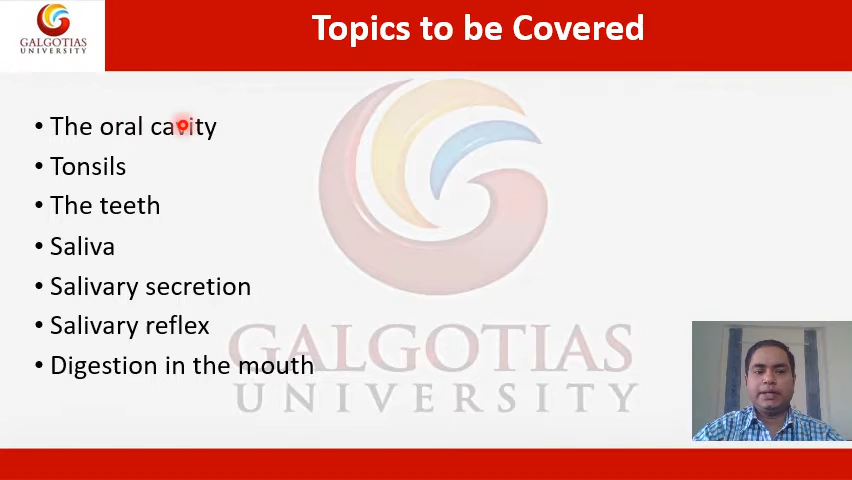 GALGOTIAS
UNIVERSITY
Topics to be Covered
• The oral cavity
• Tonsils
• The teeth
• Saliva
• Salivary secretion
• Salivary reflex
• Digestion in the mouth
GALGOTIAS
UNIVERSITY